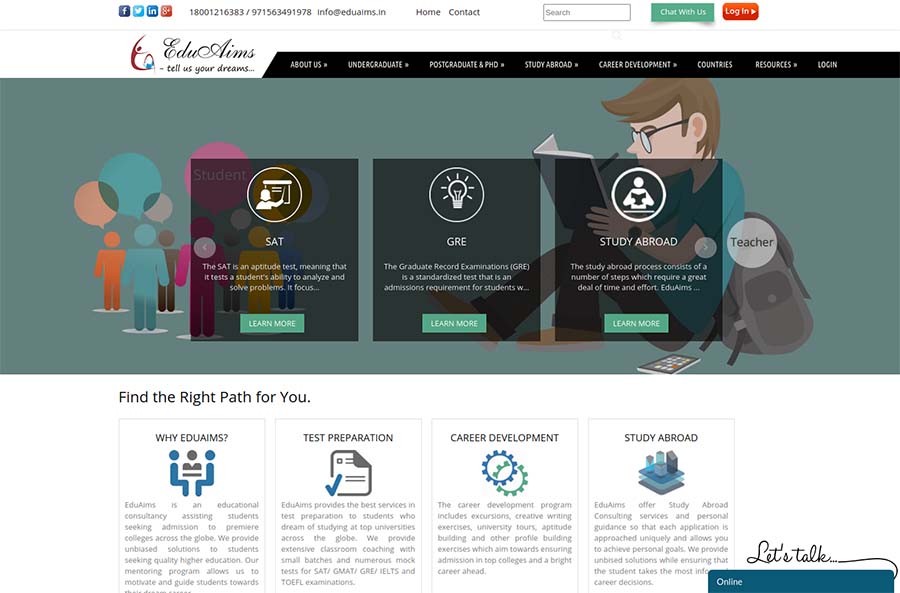 18001216383 / 971563491978 info@eduaims.in Home Contact Search Chat With Us Log In
EduAims
- tell us your dreams...
ABOUT US » UNDERGRADUATE » POSTGRADUATE & PHD » STUDY ABROAD » CAREER DEVELOPMENT » COUNTRIES RESOURCES » LOGIN
Student
Teacher
SAT
The SAT is an aptitude test, meaning that
it tests a student's ability to analyze and
solve problems. It focus...
LEARN MORE
GRE
The Graduate Record Examinations (GRE)
is a standardized test that is an
admissions requirement for students w...
LEARN MORE
STUDY ABROAD
The study abroad process consists of a
number of steps which require a great
deal of time and effort. EduAims ...
LEARN MORE
Find the Right Path for You.
WHY EDUAIMS?
EduAims is an educational
consultancy assisting students
seeking admission to premiere
colleges across the globe. We provide
unbiased solutions to students
seeking quality higher education. Our
mentoring program allows us to
motivate and guide students towards
their dream career
TEST PREPARATION
EduAims provides the best services in
test preparation to students who
dream of studying at top universities
across the globe. We provide
extensive classroom coaching with
small batches and numerous mock
tests for SAT/ GMAT/ GRE/ IELTS and
TOEFL examinations.
CAREER DEVELOPMENT
The career development program
includes excursions, creative writing
exercises, university tours, aptitude
building and other profile building
exercises which aim towards ensuring
admission in top colleges and a bright
career ahead.
STUDY ABROAD
EduAims offer Study Abroad
Consulting services and personal
guidance so that each application is
approached uniquely and allows you
to achieve personal goals. We provide
unbised solutions while ensuring that
the student takes the most info
career decisions.
Let's talk...
Online